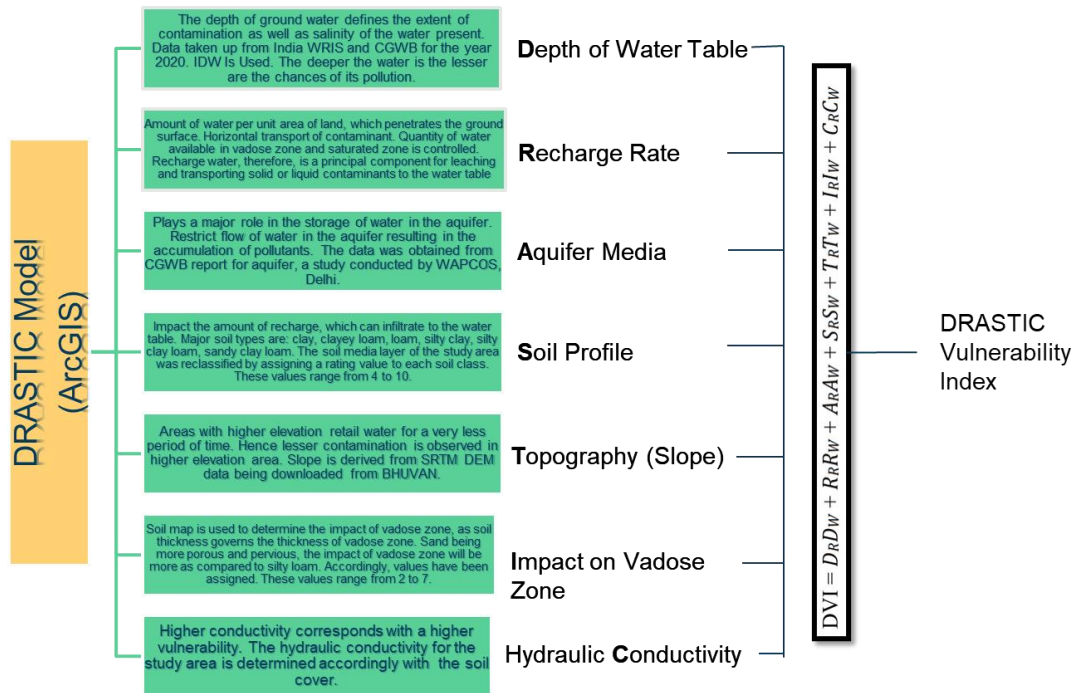 DRASTIC Model
(ArcGIS)
The depth of ground water defines the extent of
contamination as well as salinity of the water present.
Data taken up from India WRIS and CGWB for the year
2020. IDW Is Used. The deeper the water is the lesser
are the chances of its pollution.
Depth of Water Table
Amount of water per unit area of land, which penetrates the ground
surface. Horizontal transport of contaminant. Quantity of water
available in vadose zone and saturated zone is controlled.
Recharge water, therefore, is a principal component for leaching
and transporting solid or liquid contaminants to the water table
Recharge Rate
Plays a major role in the storage of water in the aquifer.
Restrict flow of water in the aquifer resulting in the
accumulation of pollutants. The data was obtained from
CGWB report for aquifer, a study conducted by WAPCOS,
Delhi.
Aquifer Media
Impact the amount of recharge, which can infiltrate to the water
table. Major soil types are: clay, clayey loam, loam, silty clay, silty
clay loam, sandy clay loam. The soil media layer of the study area
was reclassified by assigning a rating value to each soil class.
These values range from 4 to 10.
Soil Profile
Areas with higher elevation retail water for a very less
period of time. Hence lesser contamination is observed in
higher elevation area. Slope is derived from SRTM DEM
data being downloaded from BHUVAN.
Topography (Slope)
Soil map is used to determine the impact of vadose zone, as soil
thickness governs the thickness of vadose zone. Sand being
more porous and pervious, the impact of vadose zone will be
more as compared to silty loam. Accordingly, values have been
assigned. These values range from 2 to 7.
Impact on Vadose
Zone
Higher conductivity corresponds with a higher
vulnerability. The hydraulic conductivity for the
study area is determined accordingly with the soil
cover.
Hydraulic Conductivity
DVI = DRDW + RRRW + ARAW + SRSW + TRTW + IRIW + CRCW
DRASTIC
Vulnerability
Index